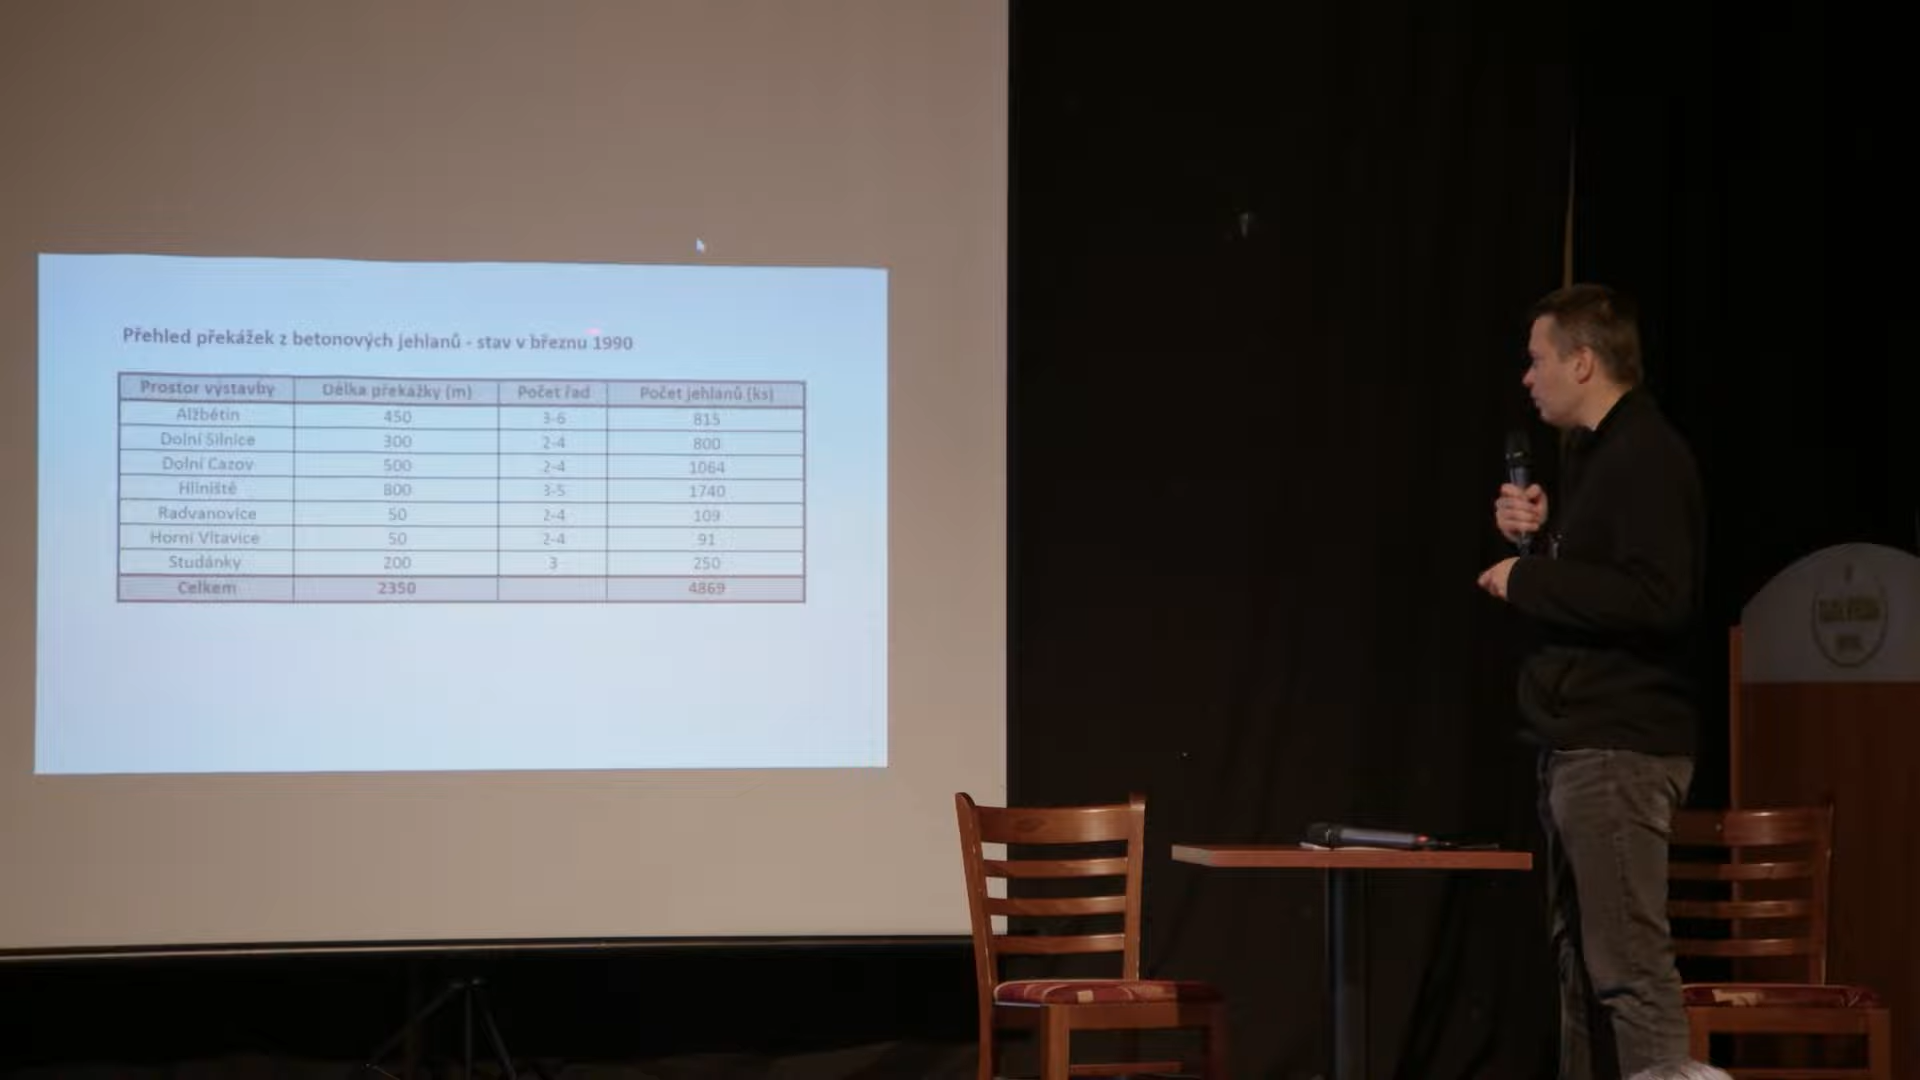 Přehled překážek z betonových jehlanů - stav v březnu 1990
Prostor výstavby Délka překážky (m) Počet řad Počet jehlanů (ks)
Alžbětín 450 3-6 815
Dolní Silnice 300 2-4 800
Dolní Cazov 500 2-4 1064
Hliniště 800 3-5 1740
Radvanovice 50 2-4 109
Horní Vltavice 50 2-4 91
Studánky 200 3 250
Celkem 2350 4869